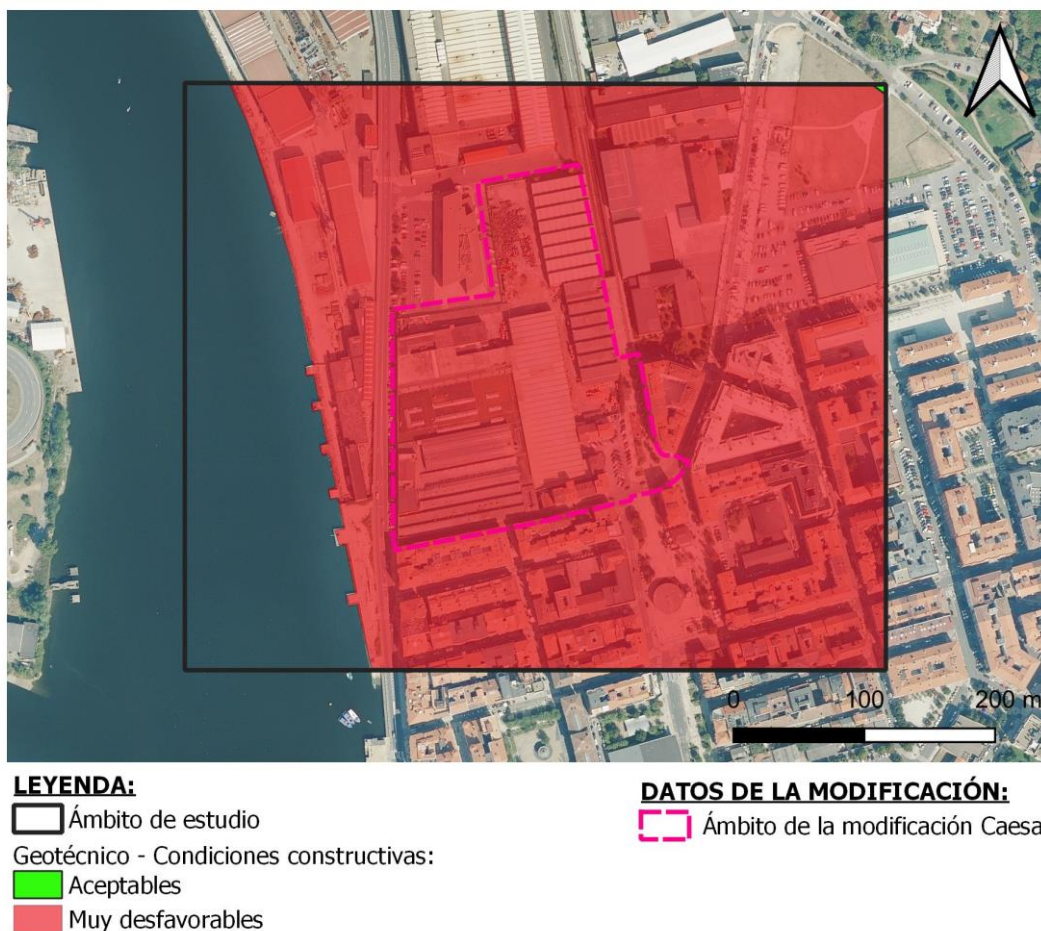 0 100 200 m
LEYENDA:
Ámbito de estudio
Geotécnico - Condiciones constructivas:
Aceptables
Muy desfavorables
DATOS DE LA MODIFICACIÓN:
Ámbito de la modificación Caesa